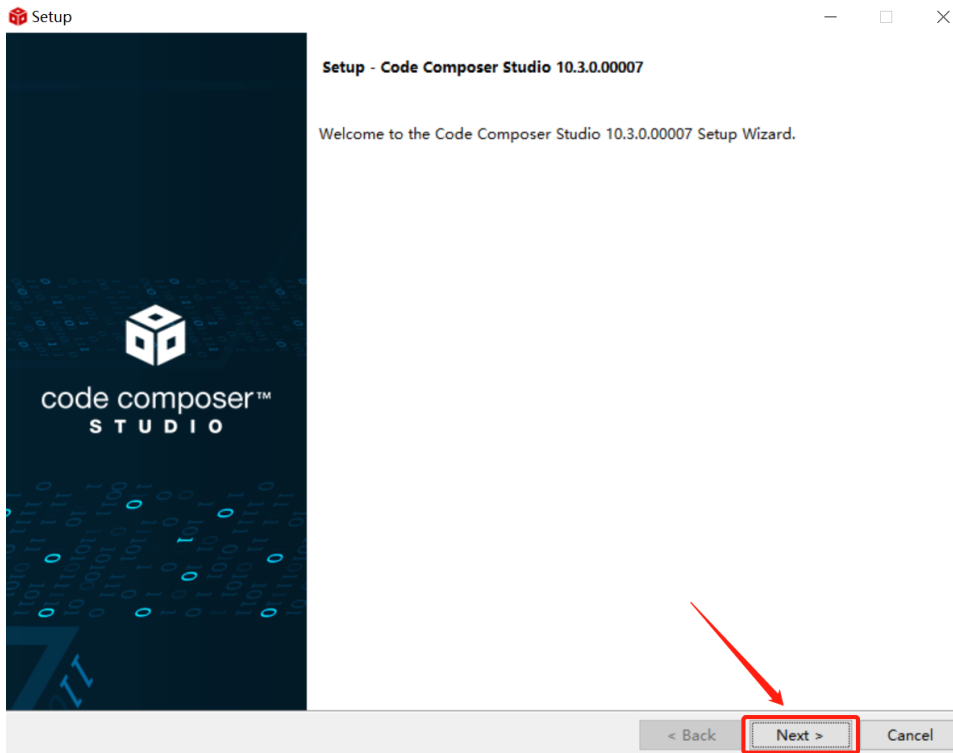 Setup
Setup - Code Composer Studio 10.3.0.00007
Welcome to the Code Composer Studio 10.3.0.00007 Setup Wizard.
code composer™
STUDIO
< Back
Next >
Cancel